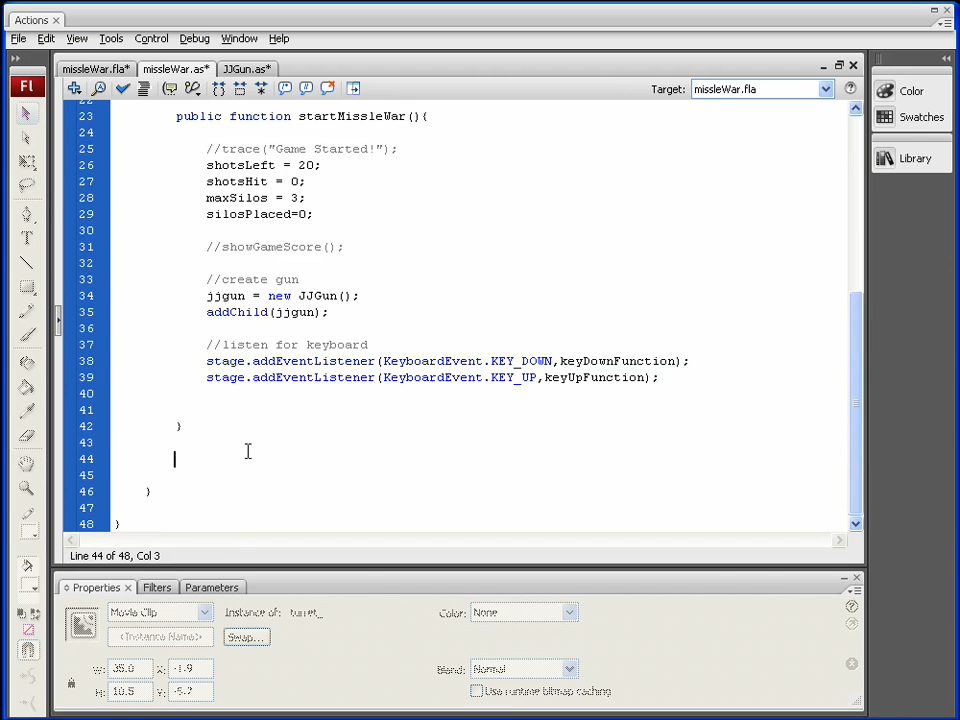 Actions
File Edit View Tools Control Debug Window Help
Fl
missleWar.fla* missleWar.as* JJGun.as*
Target: missleWar.fla
Color
Swatches
Library
22
23 public function startMissleWar(){
24
25 //trace("Game Started!");
26 shotsLeft = 20;
27 shotsHit = 0;
28 maxSilos = 3;
29 silosPlaced=0;
30
31 //showGameScore();
32
33 //create gun
34 jjgun = new JJGun();
35 addChild(jjgun);
36
37 //listen for keyboard
38 stage.addEventListener(KeyboardEvent.KEY_DOWN,keyDownFunction);
39 stage.addEventListener(KeyboardEvent.KEY_UP,keyUpFunction);
40
41
42 }
43
44
45
46 }
47
48 }
Line 44 of 48, Col 3
Properties Filters Parameters
Movie Clip Instance of: turret_ Color: None
<Instance Name> Swap...
W: 35.0 X: -1.9 Blend: Normal
H: 10.5 Y: -5.2 Use runtime bitmap caching